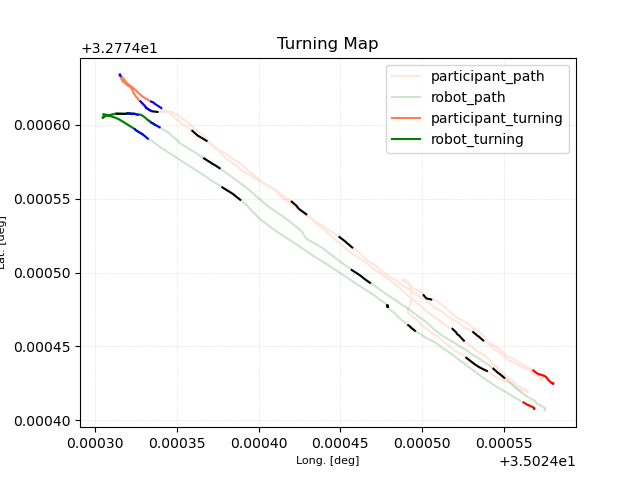 Turning Map
+3.2774e1
participant_path
robot_path
participant_turning
robot_turning
0.00060
0.00055
0.00050
0.00045
0.00040
Lat. [deg]
0.00030 0.00035 0.00040 0.00045 0.00050 0.00055
Long. [deg]
+3.5024e1